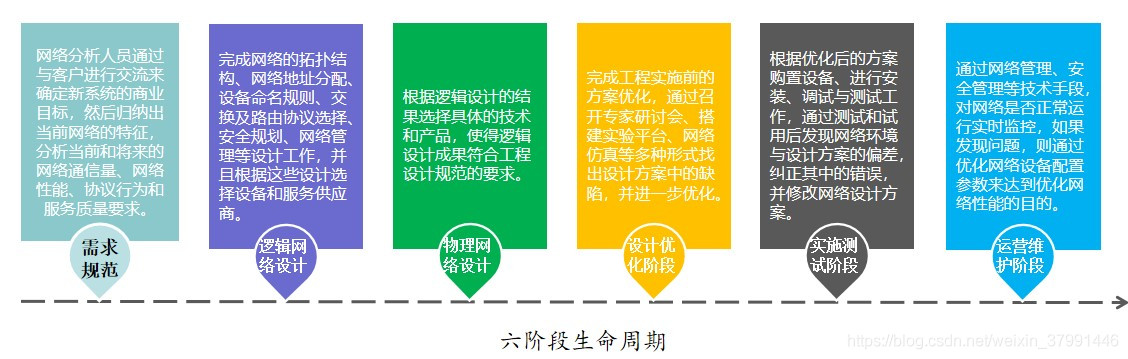 网络分析人员通过
与客户进行交流来
确定新系统的商业
目标，然后归纳出
当前网络的特征，
分析当前和将来的
网络通信量、网络
性能、协议行为和
服务质量要求。
需求
规范
完成网络的拓扑结
构、网络地址分配、
设备命名规则、交
换及路由协议选择、
安全规划、网络管
理等设计工作，并
且根据这些设计选
择设备和服务供应
商。
逻辑网
络设计
根据逻辑设计的结
果选择具体的技术
和产品，使得逻辑
设计成果符合工程
设计规范的要求。
物理网
络设计
完成工程实施前的
方案优化，通过召
开专家研讨会、搭
建实验平台、网络
仿真等多种形式找
出设计方案中的缺
陷，并进一步优化。
设计优
化阶段
根据优化后的方案
购置设备、进行安
装、调试与测试工
作，通过测试和试
用后发现网络环境
与设计方案的偏差，
纠正其中的错误，
并修改网络设计方
案。
实施测
试阶段
通过网络管理、安
全管理等技术手段，
对网络是否正常运
行实时监控，如果
发现问题，则通过
优化网络设备配置
参数来达到优化网
络性能的目的。
运营维
护阶段
六阶段生命周期
https://blog.csdn.net/weixin_37991446